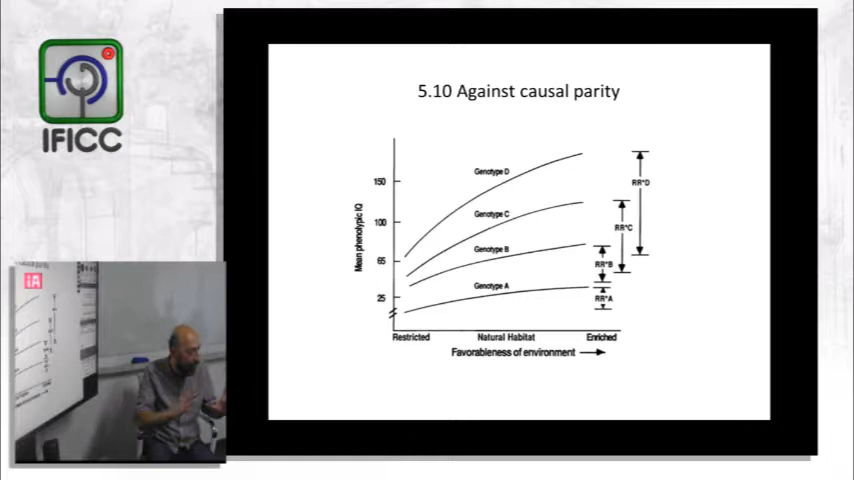 IFICC
iA
5.10 Against causal parity
Mean phenotypic IQ
150
100
65
25
Genotype D
Genotype C
Genotype B
Genotype A
RR*D
RR*C
RR*B
RR*A
Restricted
Natural Habitat
Enriched
Favorableness of environment